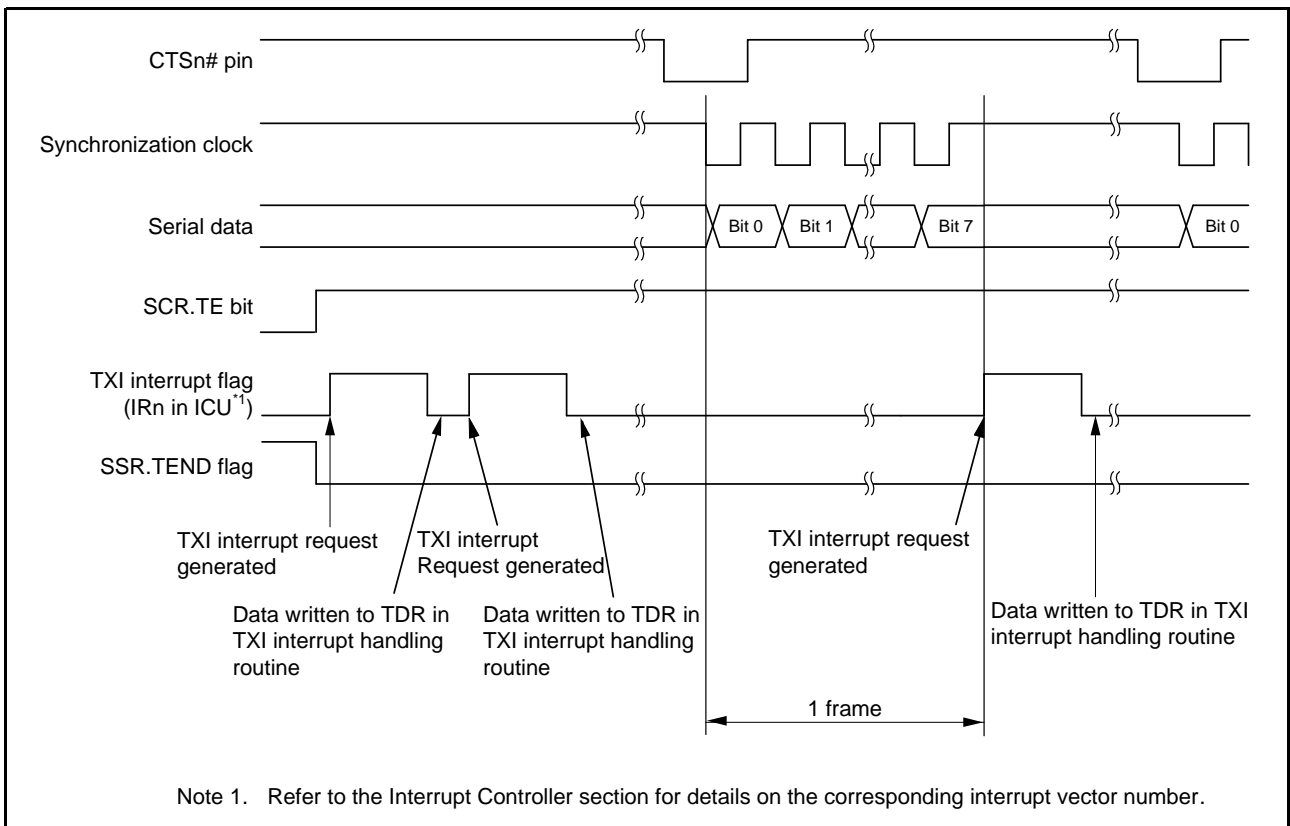 CTSn# pin
Synchronization clock
Serial data
Bit 0
Bit 1
Bit 7
Bit 0
SCR.TE bit
TXI interrupt flag
(IRn in ICU*1)
SSR.TEND flag
TXI interrupt request
generated
TXI interrupt
Request generated
TXI interrupt request
generated
Data written to TDR in
TXI interrupt handling
routine
Data written to TDR in
TXI interrupt handling
routine
Data written to TDR in TXI
interrupt handling routine
1 frame
Note 1. Refer to the Interrupt Controller section for details on the corresponding interrupt vector number.